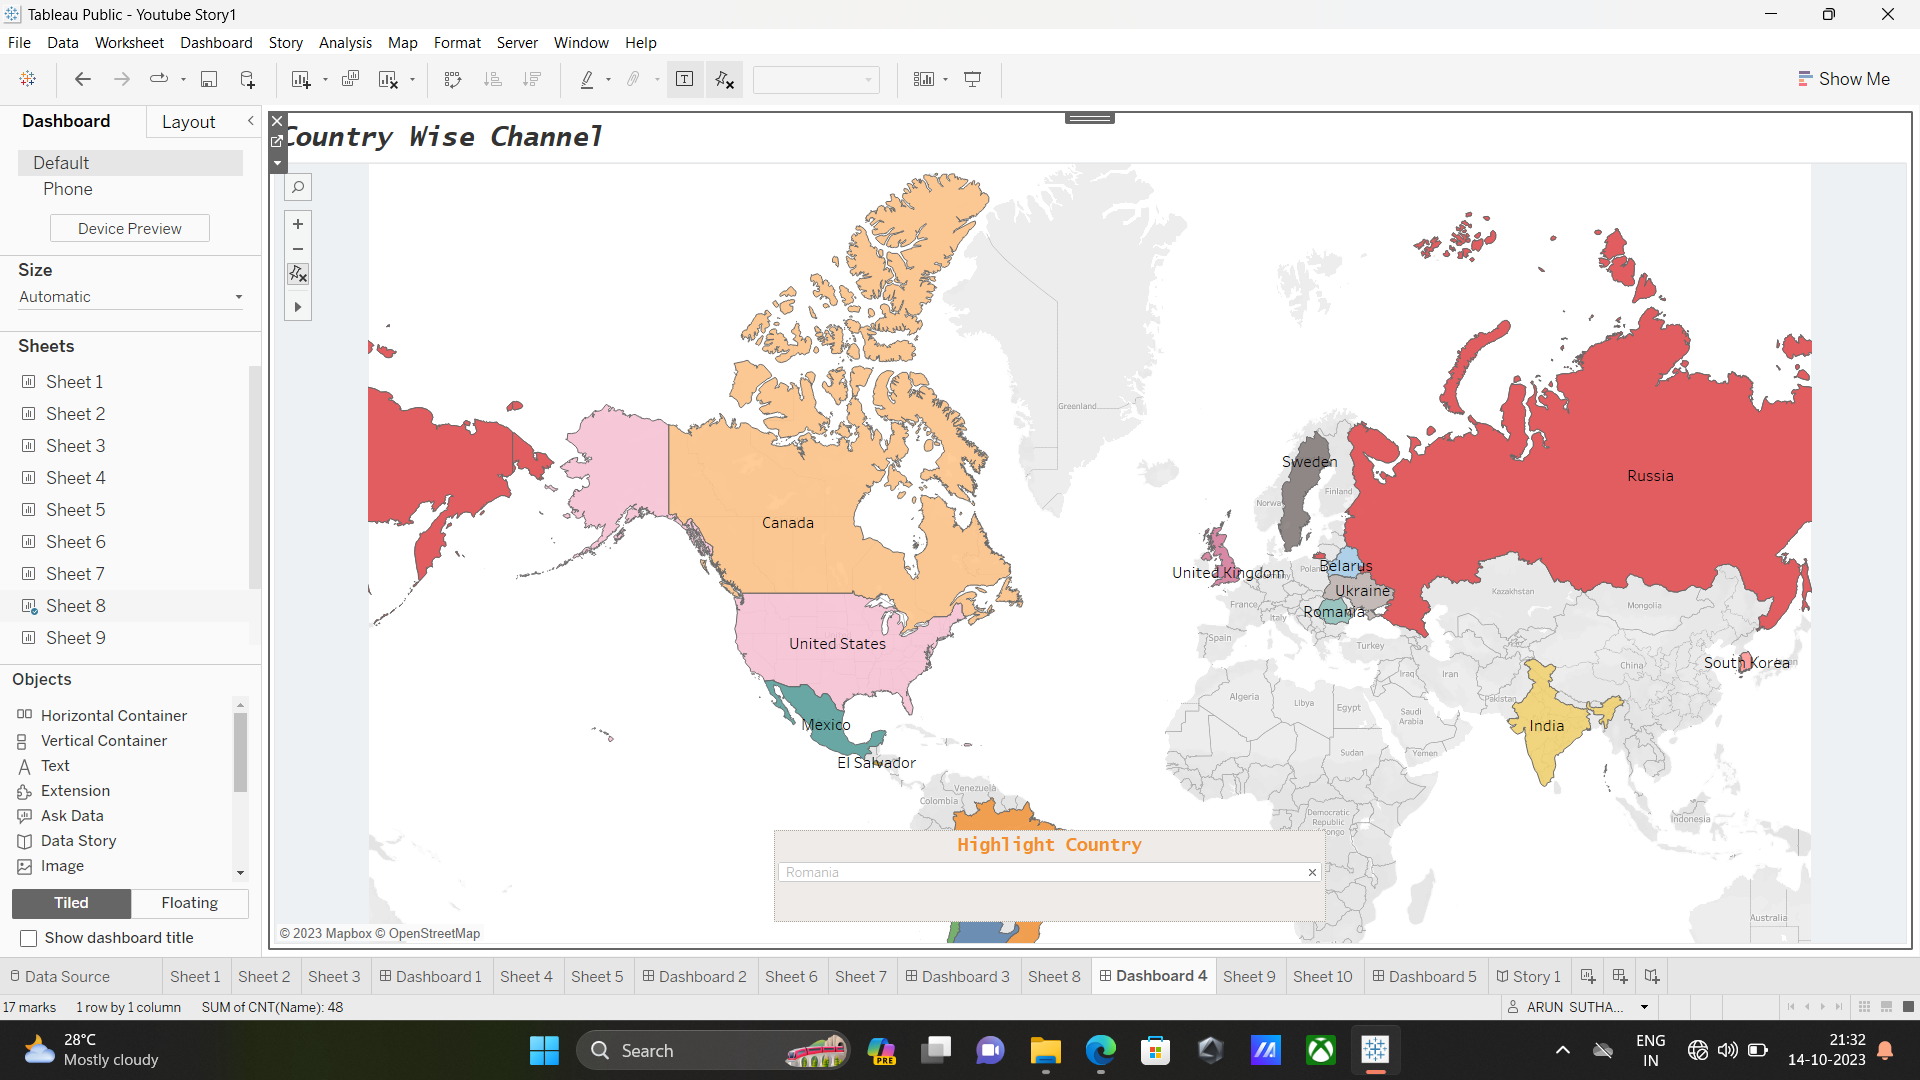 Tableau Public - Youtube Story1
File Data Worksheet Dashboard Story Analysis Map Format Server Window Help
Show Me
Dashboard Layout
Default
Phone
Device Preview
Size
Automatic
Sheets
Sheet 1
Sheet 2
Sheet 3
Sheet 4
Sheet 5
Sheet 6
Sheet 7
Sheet 8
Sheet 9
Objects
Horizontal Container
Vertical Container
Text
Extension
Ask Data
Data Story
Image
Tiled Floating
Show dashboard title
Country Wise Channel
Greenland
Sweden
Russia
Finland
Canada
United Kingdom
Belarus
Ukraine
Kazakhstan
France
Romania
Mongolia
Italy
Spain
Turkey
United States
South Korea
China
Iraq
Iran
Algeria
Libya
Egypt
Pakistan
Saudi
Arabia
Mexico
India
Sudan
Yemen
El Salvador
Venezuela
Colombia
Democratic
Republic
Indonesia
Highlight Country
Romania
Australia
© 2023 Mapbox © OpenStreetMap
Data Source Sheet 1 Sheet 2 Sheet 3 Dashboard 1 Sheet 4 Sheet 5 Dashboard 2 Sheet 6 Sheet 7 Dashboard 3 Sheet 8 Dashboard 4 Sheet 9 Sheet 10 Dashboard 5 Story 1
17 marks 1 row by 1 column SUM of CNT(Name): 48 ARUN SUTHA...
28°C
Mostly cloudy
Search
PRE
ENG
IN
21:32
14-10-2023